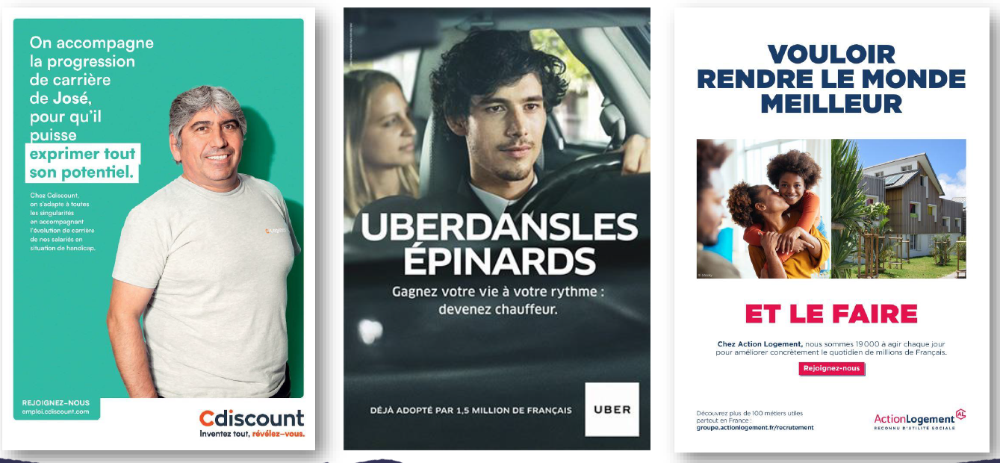 On accompagne
la progression
de carrière
de José,
pour qu'il
puisse
exprimer tout
son potentiel.
Chez Cdiscount,
on s'adapte à toutes
les singularités
en accompagnant
l'évolution de carrière
de nos salariés en
situation de handicap.
REJOIGNEZ-NOUS
emploi.cdiscount.com
Cdiscount
Inventez tout, révélez-vous.
UBERDANSLES
ÉPINARDS
Gagnez votre vie à votre rythme :
devenez chauffeur.
DÉJÀ ADOPTÉ PAR 1,5 MILLION DE FRANÇAIS
UBER
VOULOIR
RENDRE LE MONDE
MEILLEUR
ET LE FAIRE
Chez Action Logement, nous sommes 19 000 à agir chaque jour
pour améliorer concrètement le quotidien de millions de Français.
Rejoignez-nous
Découvrez plus de 100 métiers utiles
partout en France :
groupe.actionlogement.fr/recrutement
ActionLogement AL
RECONNU D'UTILITÉ SOCIALE